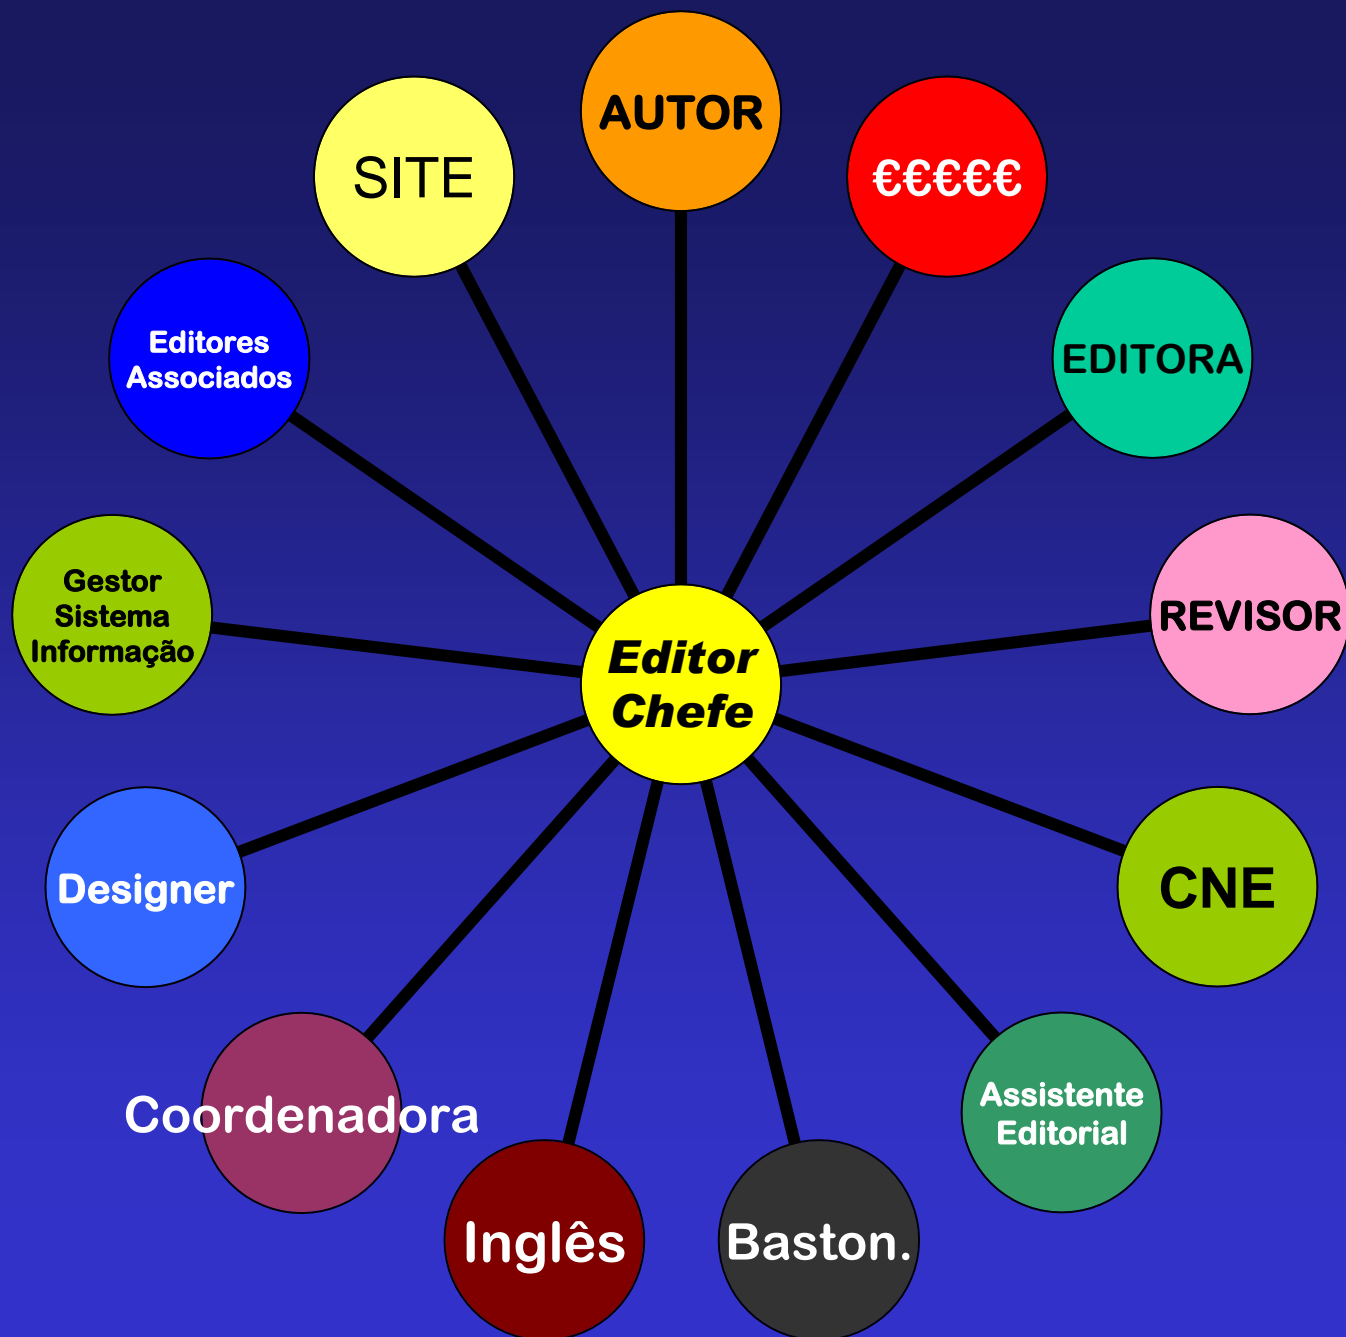 AUTOR
SITE
€€€€€
Editores
Associados
EDITORA
Gestor
Sistema
Informação
REVISOR
Editor
Chefe
Designer
CNE
Coordenadora
Assistente
Editorial
Inglês
Baston.